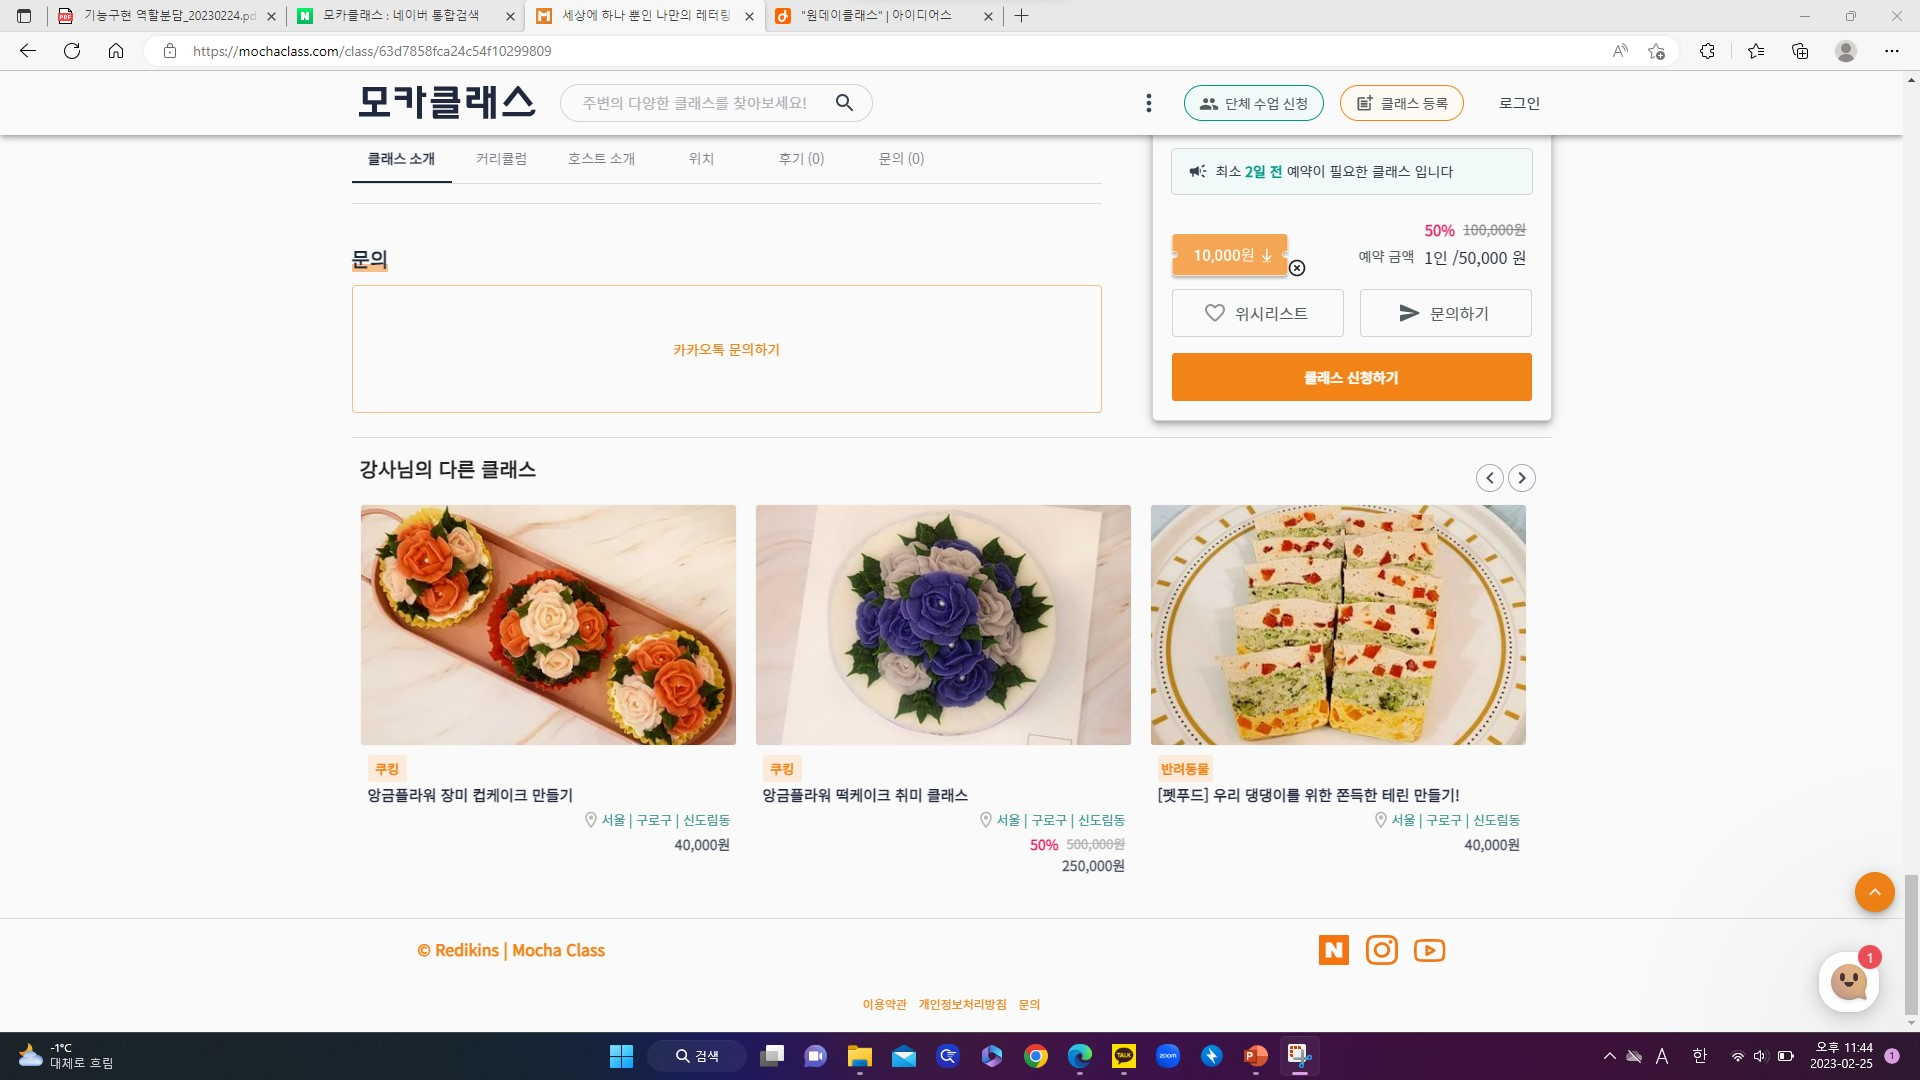 기능구현 역할분담_20230224.pd
모카클래스 : 네이버 통합검색
세상에 하나 뿐인 나만의 레터링
"원데이클래스" | 아이디어스
https://mochaclass.com/class/63d7858fca24c54f10299809
모카클래스
주변의 다양한 클래스를 찾아보세요!
단체 수업 신청
클래스 등록
로그인
클래스 소개
커리큘럼
호스트 소개
위치
후기 (0)
문의 (0)
최소 2일 전 예약이 필요한 클래스 입니다
50% 100,000원
10,000원
예약 금액 1인 /50,000 원
위시리스트
문의하기
클래스 신청하기
문의
카카오톡 문의하기
강사님의 다른 클래스
쿠킹
앙금플라워 장미 컵케이크 만들기
서울 | 구로구 | 신도림동
40,000원
쿠킹
앙금플라워 떡케이크 취미 클래스
서울 | 구로구 | 신도림동
50% 500,000원
250,000원
반려동물
[펫푸드] 우리 댕댕이를 위한 쫀득한 테린 만들기!
서울 | 구로구 | 신도림동
40,000원
© Redikins | Mocha Class
N
1
이용약관 개인정보처리방침 문의
-1°C
대체로 흐림
검색
TALK
zoom
A
한
오후 11:44
2023-02-25
1